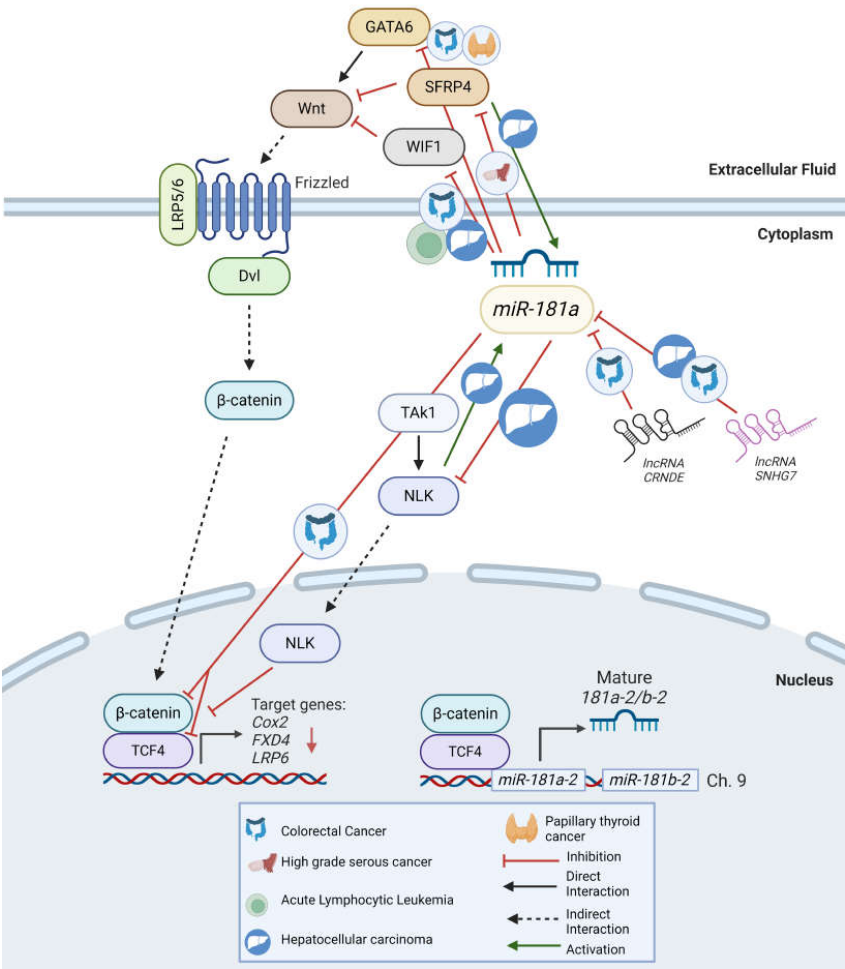 GATA6
SFRP4
Wnt
WIF1
Extracellular Fluid
LRP5/6
Frizzled
Cytoplasm
Dvl
miR-181a
β-catenin
TAk1
lncRNA
CRNDE
lncRNA
SNHG7
NLK
NLK
Nucleus
β-catenin
TCF4
Target genes:
Cox2
FXD4
LRP6
Mature
181a-2/b-2
β-catenin
TCF4
miR-181a-2
miR-181b-2
Ch. 9
Colorectal Cancer
High grade serous cancer
Acute Lymphocytic Leukemia
Hepatocellular carcinoma
Papillary thyroid
cancer
Inhibition
Direct
Interaction
Indirect
Interaction
Activation